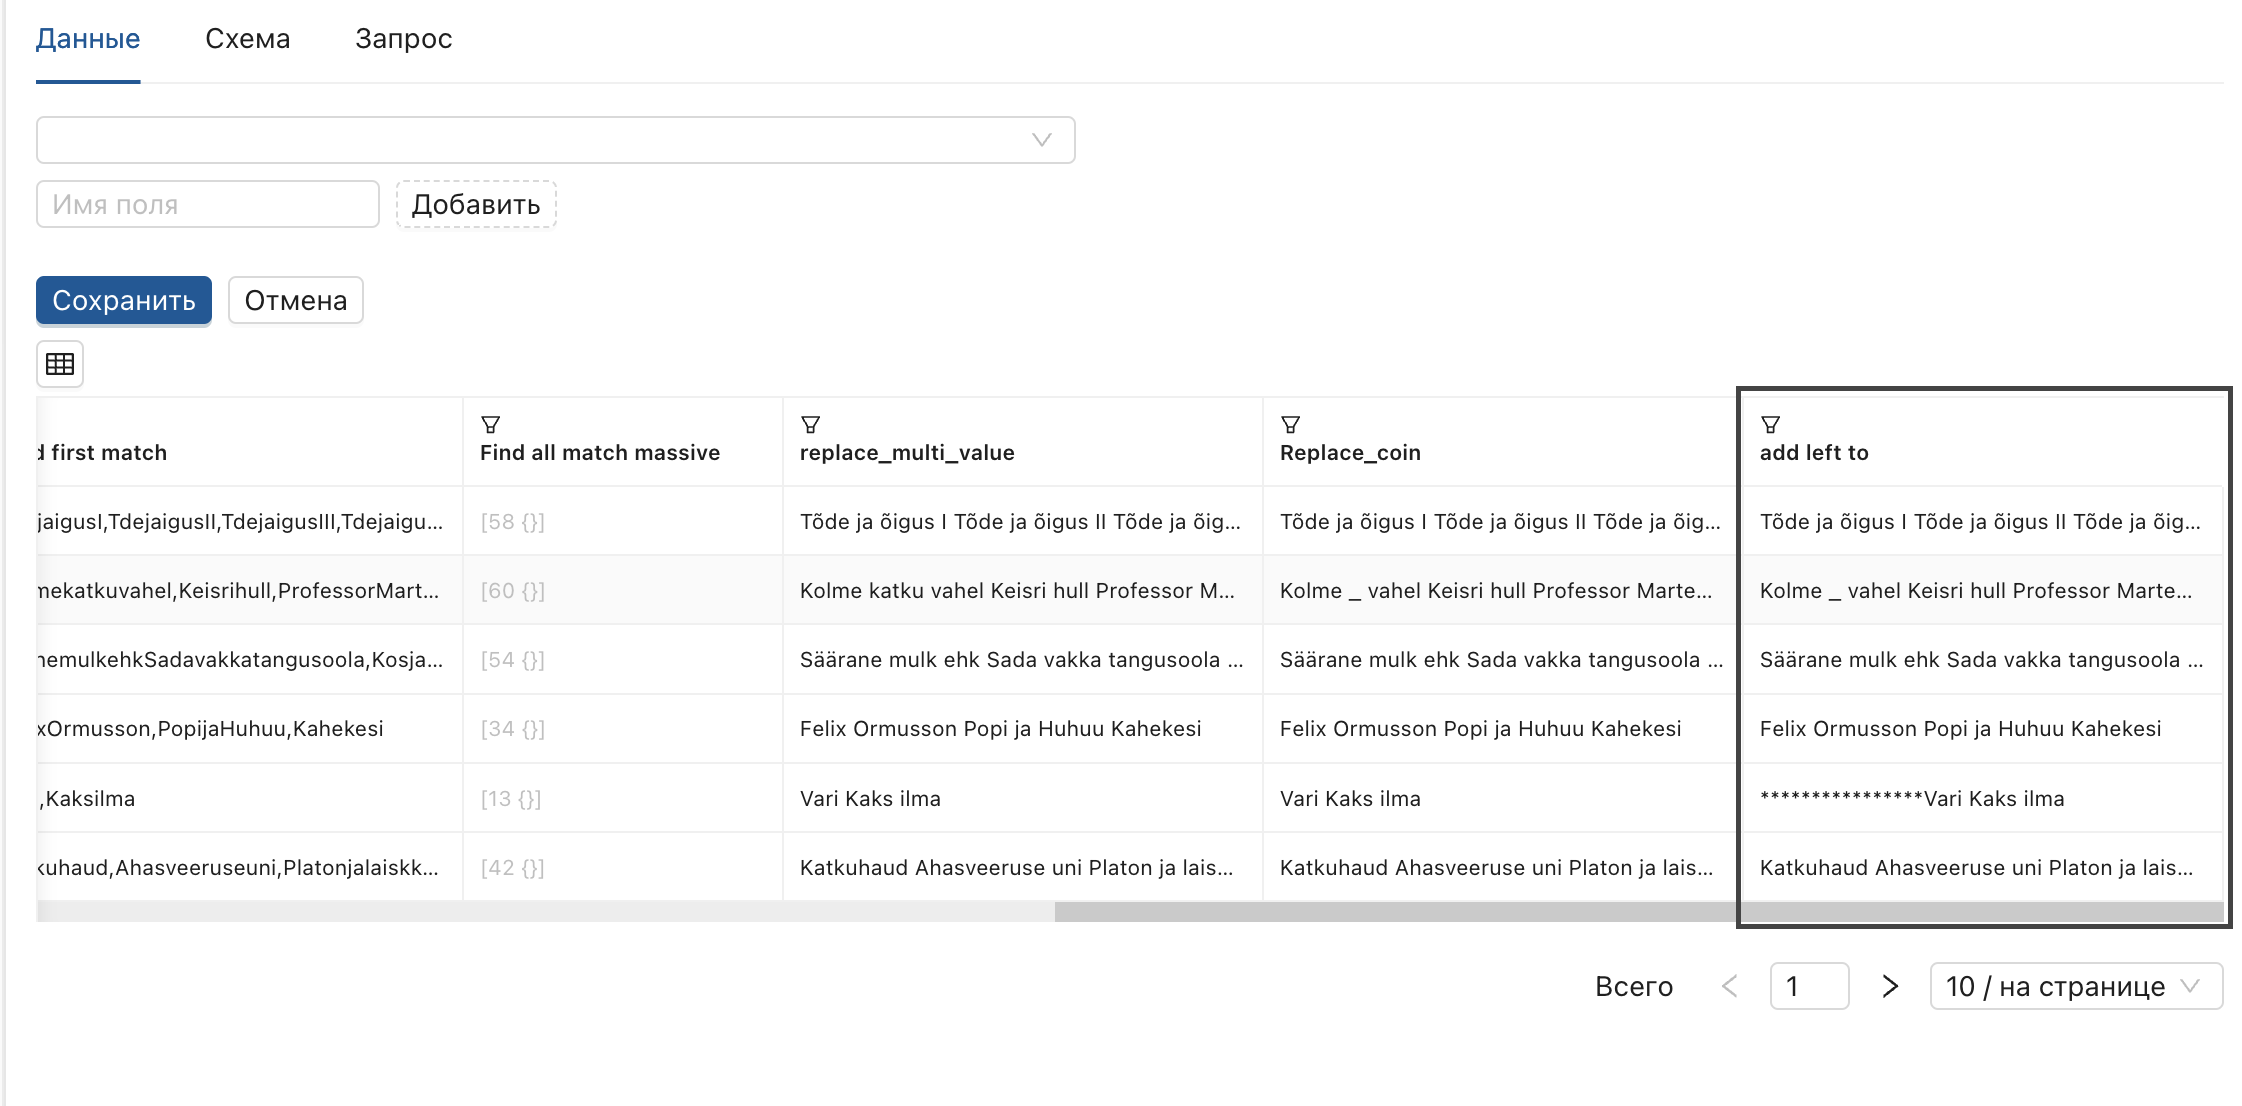 Данные Схема Запрос
Имя поля Добавить
Сохранить Отмена
d first match Find all match massive replace_multi_value Replace_coin add left to
jaigusI,TdejaigusII,TdejaigusIII,Tdejaigu... [58 {}] Tõde ja õigus I Tõde ja õigus II Tõde ja õig... Tõde ja õigus I Tõde ja õigus II Tõde ja õig... Tõde ja õigus I Tõde ja õigus II Tõde ja õig...
mekatkuvahel,Keisrihull,ProfessorMart... [60 {}] Kolme katku vahel Keisri hull Professor M... Kolme _ vahel Keisri hull Professor Marte... Kolme _ vahel Keisri hull Professor Marte...
nemulkehkSadavakkatangusoola,Kosja... [54 {}] Säärane mulk ehk Sada vakka tangusoola ... Säärane mulk ehk Sada vakka tangusoola ... Säärane mulk ehk Sada vakka tangusoola ...
xOrmusson,PopijaHuhuu,Kahekesi [34 {}] Felix Ormusson Popi ja Huhuu Kahekesi Felix Ormusson Popi ja Huhuu Kahekesi Felix Ormusson Popi ja Huhuu Kahekesi
,Kaksilma [13 {}] Vari Kaks ilma Vari Kaks ilma ****************Vari Kaks ilma
kuhaud,Ahasveeruseuni,Platonjalaiskk... [42 {}] Katkuhaud Ahasveeruse uni Platon ja lais... Katkuhaud Ahasveeruse uni Platon ja lais... Katkuhaud Ahasveeruse uni Platon ja lais...
Всего < 1 > 10 / на странице